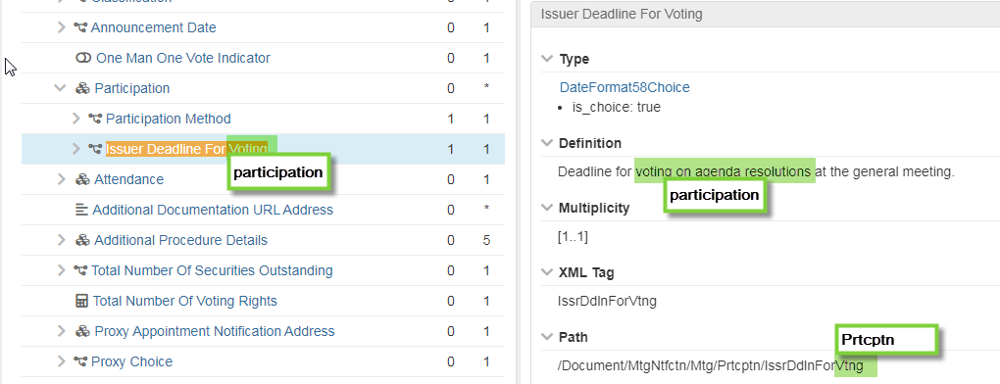 Classification 0 1
Announcement Date 0 1
One Man One Vote Indicator 0 1
Participation 0 *
Participation Method 1 1
Issuer Deadline For Voting 1 1
participation
Attendance 0 1
Additional Documentation URL Address 0 *
Additional Procedure Details 0 5
Total Number Of Securities Outstanding 0 1
Total Number Of Voting Rights 0 1
Proxy Appointment Notification Address 0 1
Proxy Choice 0 1
Issuer Deadline For Voting
Type
DateFormat58Choice
• is_choice: true
Definition
Deadline for voting on agenda resolutions at the general meeting.
participation
Multiplicity
[1..1]
XML Tag
IssrDdlnForVtng
Path
Prtcptn
/Document/MtgNtfctn/Mtg/Prtcptn/IssrDdlnForVtng